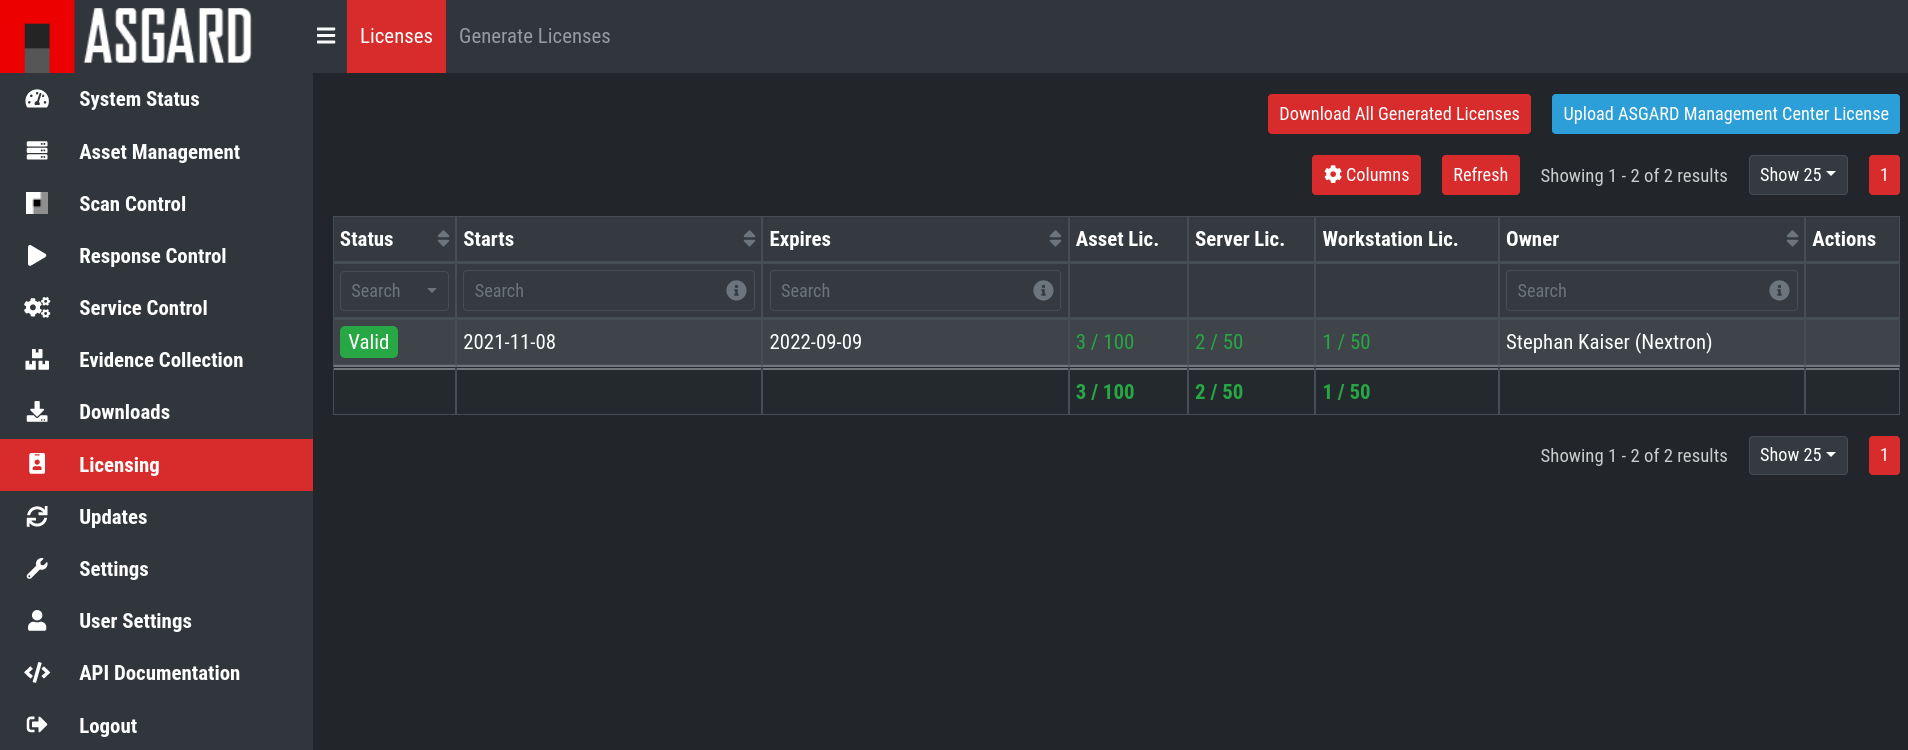 ASGARD
Licenses Generate Licenses
System Status
Asset Management
Scan Control
Response Control
Service Control
Evidence Collection
Downloads
Licensing
Updates
Settings
User Settings
API Documentation
Logout
Download All Generated Licenses Upload ASGARD Management Center License
Columns Refresh Showing 1 - 2 of 2 results Show 25 1
Status Starts Expires Asset Lic. Server Lic. Workstation Lic. Owner Actions
Search Search Search Search
Valid 2021-11-08 2022-09-09 3 / 100 2 / 50 1 / 50 Stephan Kaiser (Nextron)
3 / 100 2 / 50 1 / 50
Showing 1 - 2 of 2 results Show 25 1